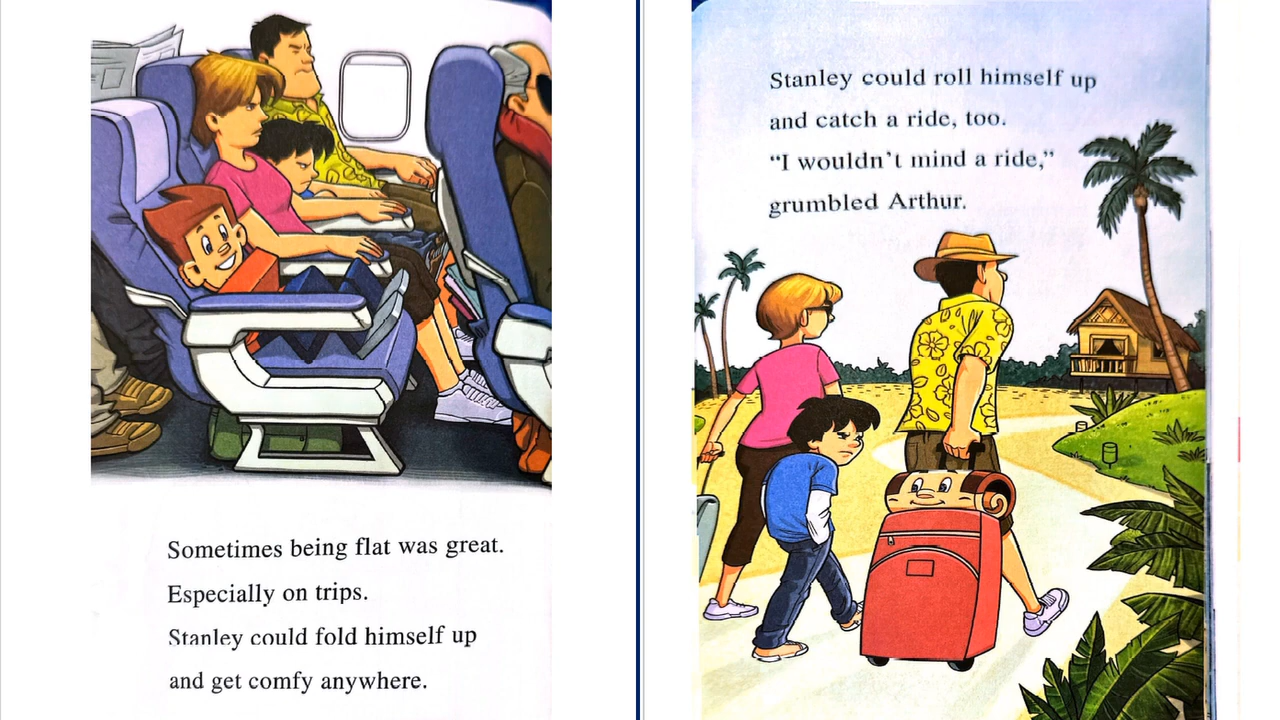 Sometimes being flat was great.
Especially on trips.
Stanley could fold himself up
and get comfy anywhere.
Stanley could roll himself up
and catch a ride, too.
“I wouldn’t mind a ride,”
grumbled Arthur.